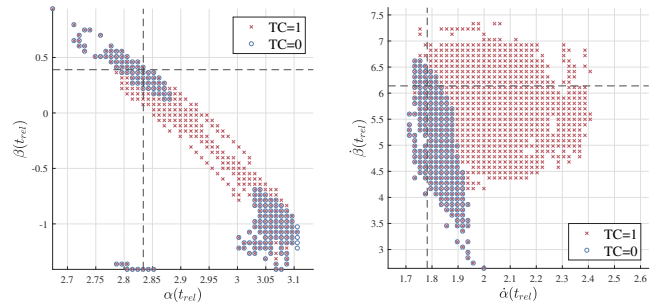 β(t_rel)
0.5
0
-0.5
-1
2.7 2.75 2.8 2.85 2.9 2.95 3 3.05 3.1
α(t_rel)
TC=1
TC=0
β̇(t_rel)
7.5
7
6.5
6
5.5
5
4.5
4
3.5
3
1.7 1.8 1.9 2 2.1 2.2 2.3 2.4 2.5 2.6
α̇(t_rel)
TC=1
TC=0